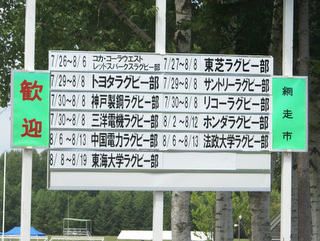 歓迎
7/26～8/6 コカ・コーラウエスト
レッドスパークスラグビー部
7/27～8/8 東芝ラグビー部
7/29～8/8 トヨタラグビー部
7/29～8/8 サントリーラグビー部
7/30～8/8 神戸製鋼ラグビー部
7/30～8/8 リコーラグビー部
7/30～8/8 三洋電機ラグビー部
8/2～8/12 ホンダラグビー部
8/6～8/13 中国電力ラグビー部
8/6～8/13 法政大学ラグビー部
8/8～8/19 東海大学ラグビー部
網走市